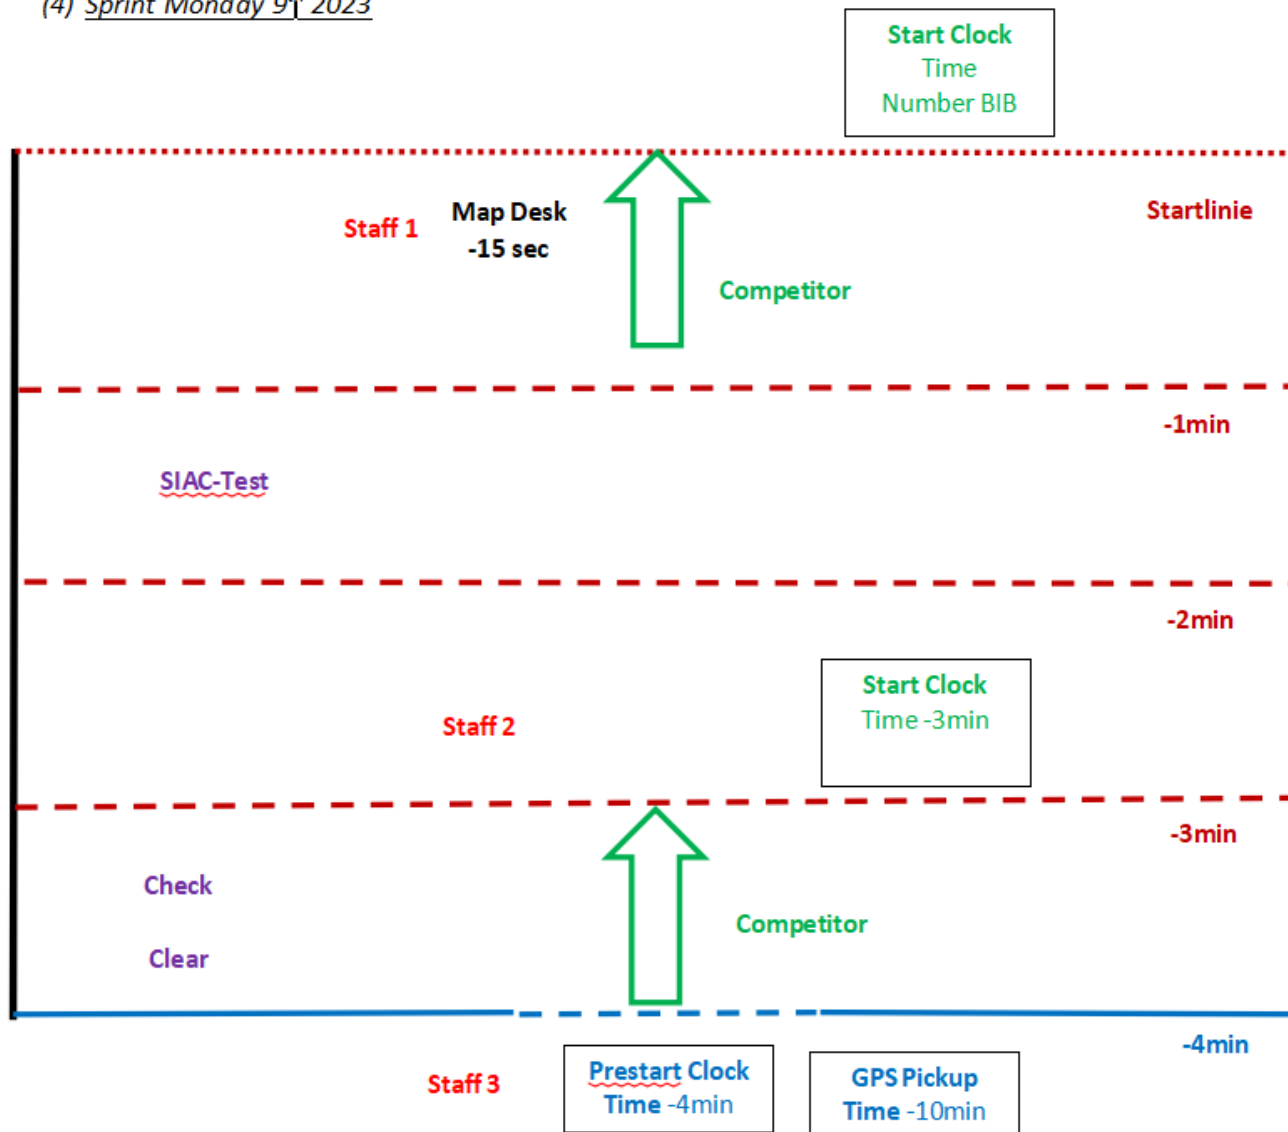 (4) Sprint Monday 9 2023
Start Clock
Time
Number BIB
Staff 1
Map Desk
-15 sec
Startlinie
Competitor
-1min
SIAC-Test
-2min
Start Clock
Time -3min
Staff 2
-3min
Check
Competitor
Clear
-4min
Staff 3
Prestart Clock
Time -4min
GPS Pickup
Time -10min